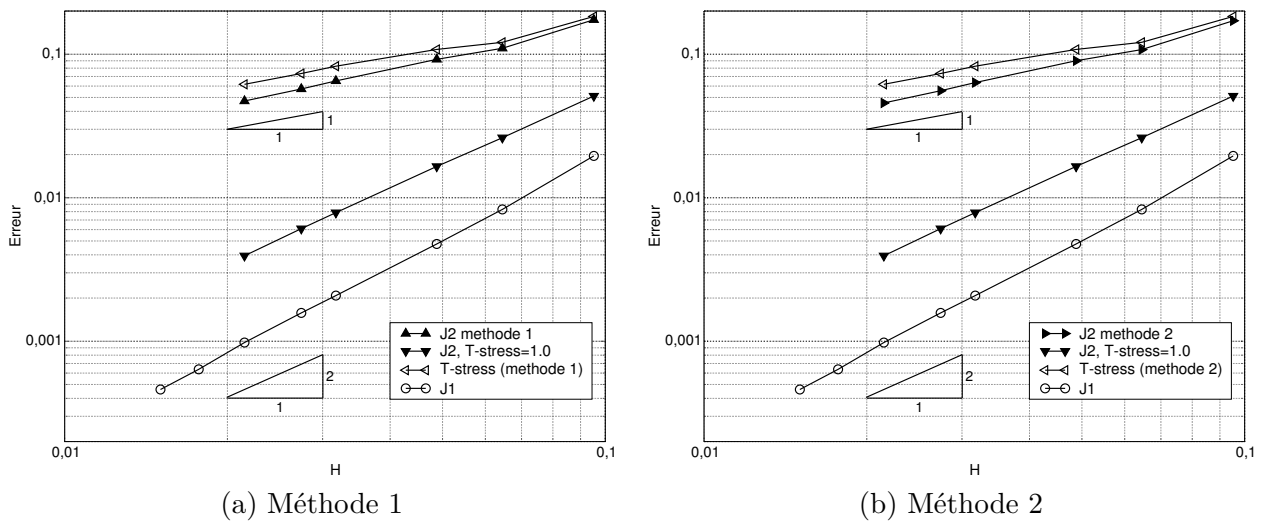 0,1
0,01
0,001
Erreur
1
1
2
1
J2 methode 1
J2, T-stress=1.0
T-stress (methode 1)
J1
0,01
0,1
H
(a) Méthode 1
0,1
0,01
0,001
Erreur
1
1
2
1
J2 methode 2
J2, T-stress=1.0
T-stress (methode 2)
J1
0,01
0,1
H
(b) Méthode 2